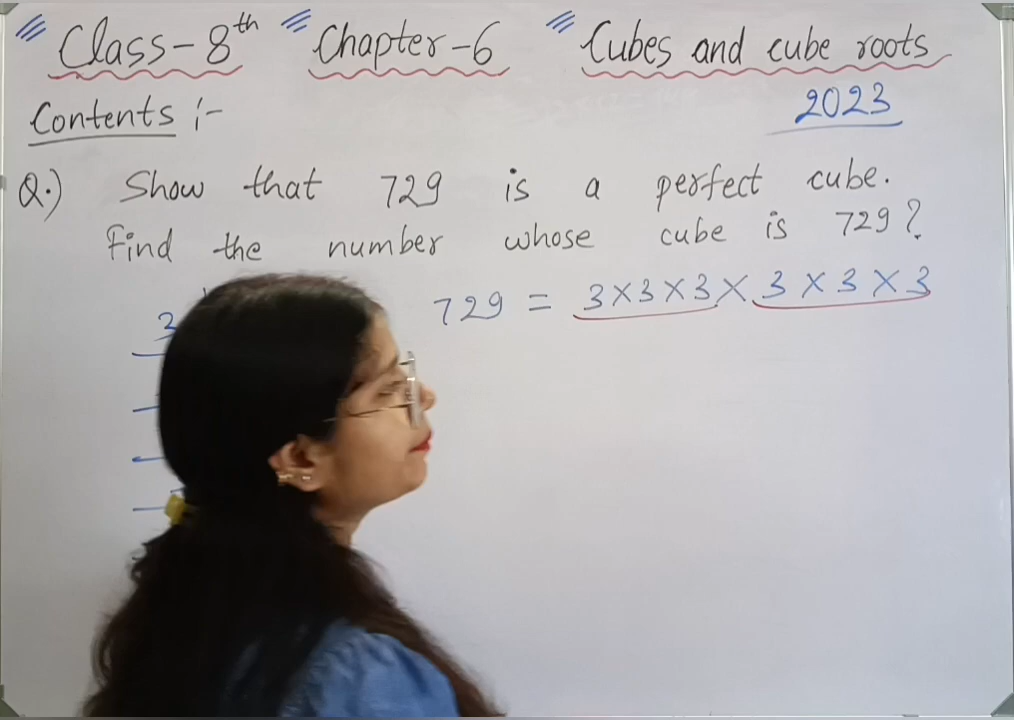 〃 Class-8th 〃 Chapter-6 〃 Cubes and cube roots
2023
Contents :-
Q.) Show that 729 is a perfect cube.
Find the number whose cube is 729?
729 = 3×3×3×3×3×3
3